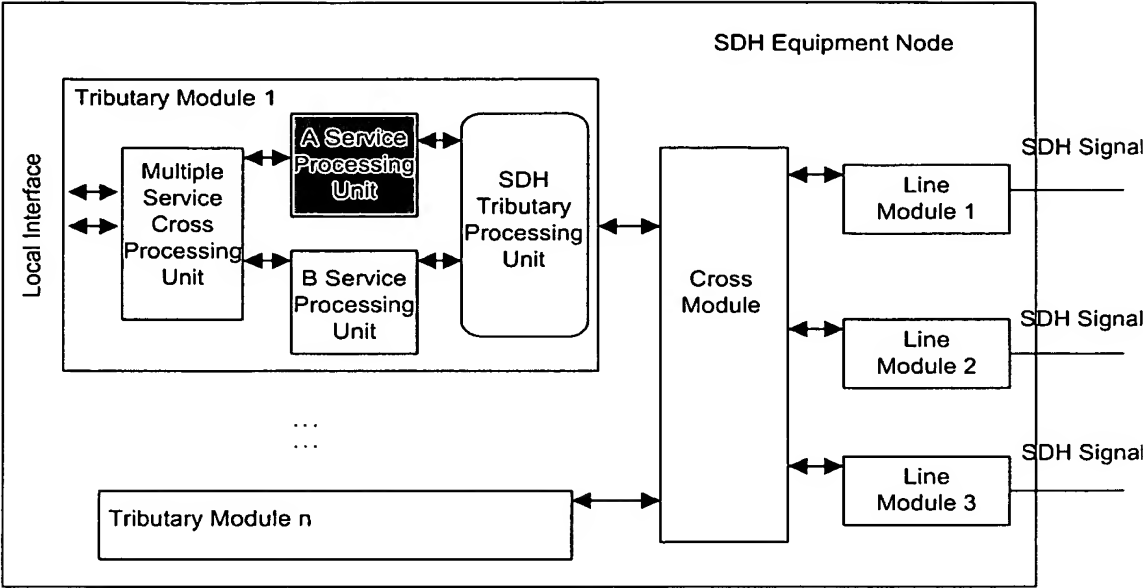 SDH Equipment Node
Tributary Module 1
Local Interface
Multiple
Service
Cross
Processing
Unit
A Service
Processing
Unit
B Service
Processing
Unit
SDH
Tributary
Processing
Unit
Cross
Module
Line
Module 1
SDH Signal
Line
Module 2
SDH Signal
Line
Module 3
SDH Signal
...
...
Tributary Module n